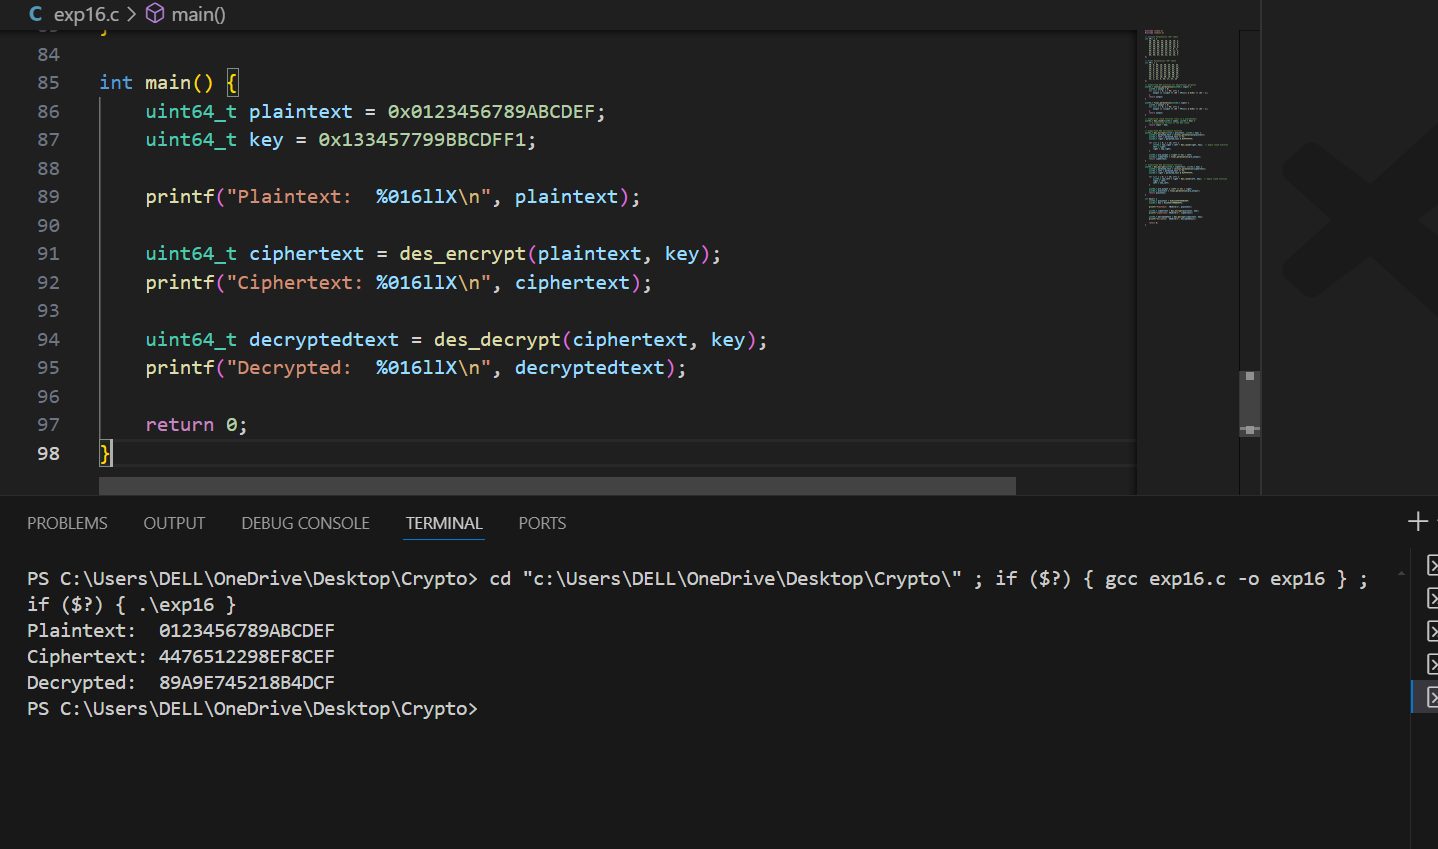 C exp16.c > main()
}
84
85 int main() {
86     uint64_t plaintext = 0x0123456789ABCDEF;
87     uint64_t key = 0x133457799BBCDFF1;
88
89     printf("Plaintext:  %016llX\n", plaintext);
90
91     uint64_t ciphertext = des_encrypt(plaintext, key);
92     printf("Ciphertext: %016llX\n", ciphertext);
93
94     uint64_t decryptedtext = des_decrypt(ciphertext, key);
95     printf("Decrypted:  %016llX\n", decryptedtext);
96
97     return 0;
98 }
PROBLEMS OUTPUT DEBUG CONSOLE TERMINAL PORTS
PS C:\Users\DELL\OneDrive\Desktop\Crypto> cd "c:\Users\DELL\OneDrive\Desktop\Crypto\" ; if ($?) { gcc exp16.c -o exp16 } ;
if ($?) { .\exp16 }
Plaintext:  0123456789ABCDEF
Ciphertext: 4476512298EF8CEF
Decrypted:  89A9E745218B4DCF
PS C:\Users\DELL\OneDrive\Desktop\Crypto>